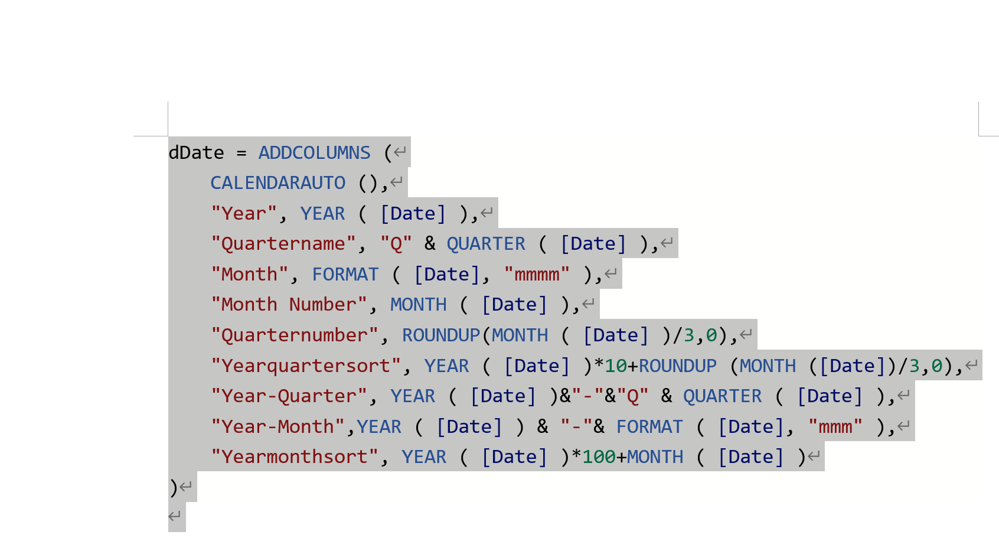 dDate = ADDCOLUMNS (
CALENDARAUTO (),
"Year", YEAR ( [Date] ),
"Quartername", "Q" & QUARTER ( [Date] ),
"Month", FORMAT ( [Date], "mmmm" ),
"Month Number", MONTH ( [Date] ),
"Quarternumber", ROUNDUP(MONTH ( [Date] )/3,0),
"Yearquartersort", YEAR ( [Date] )*10+ROUNDUP (MONTH ([Date])/3,0),
"Year-Quarter", YEAR ( [Date] )&"-"&"Q" & QUARTER ( [Date] ),
"Year-Month",YEAR ( [Date] ) & "-"& FORMAT ( [Date], "mmm" ),
"Yearmonthsort", YEAR ( [Date] )*100+MONTH ( [Date] )
)